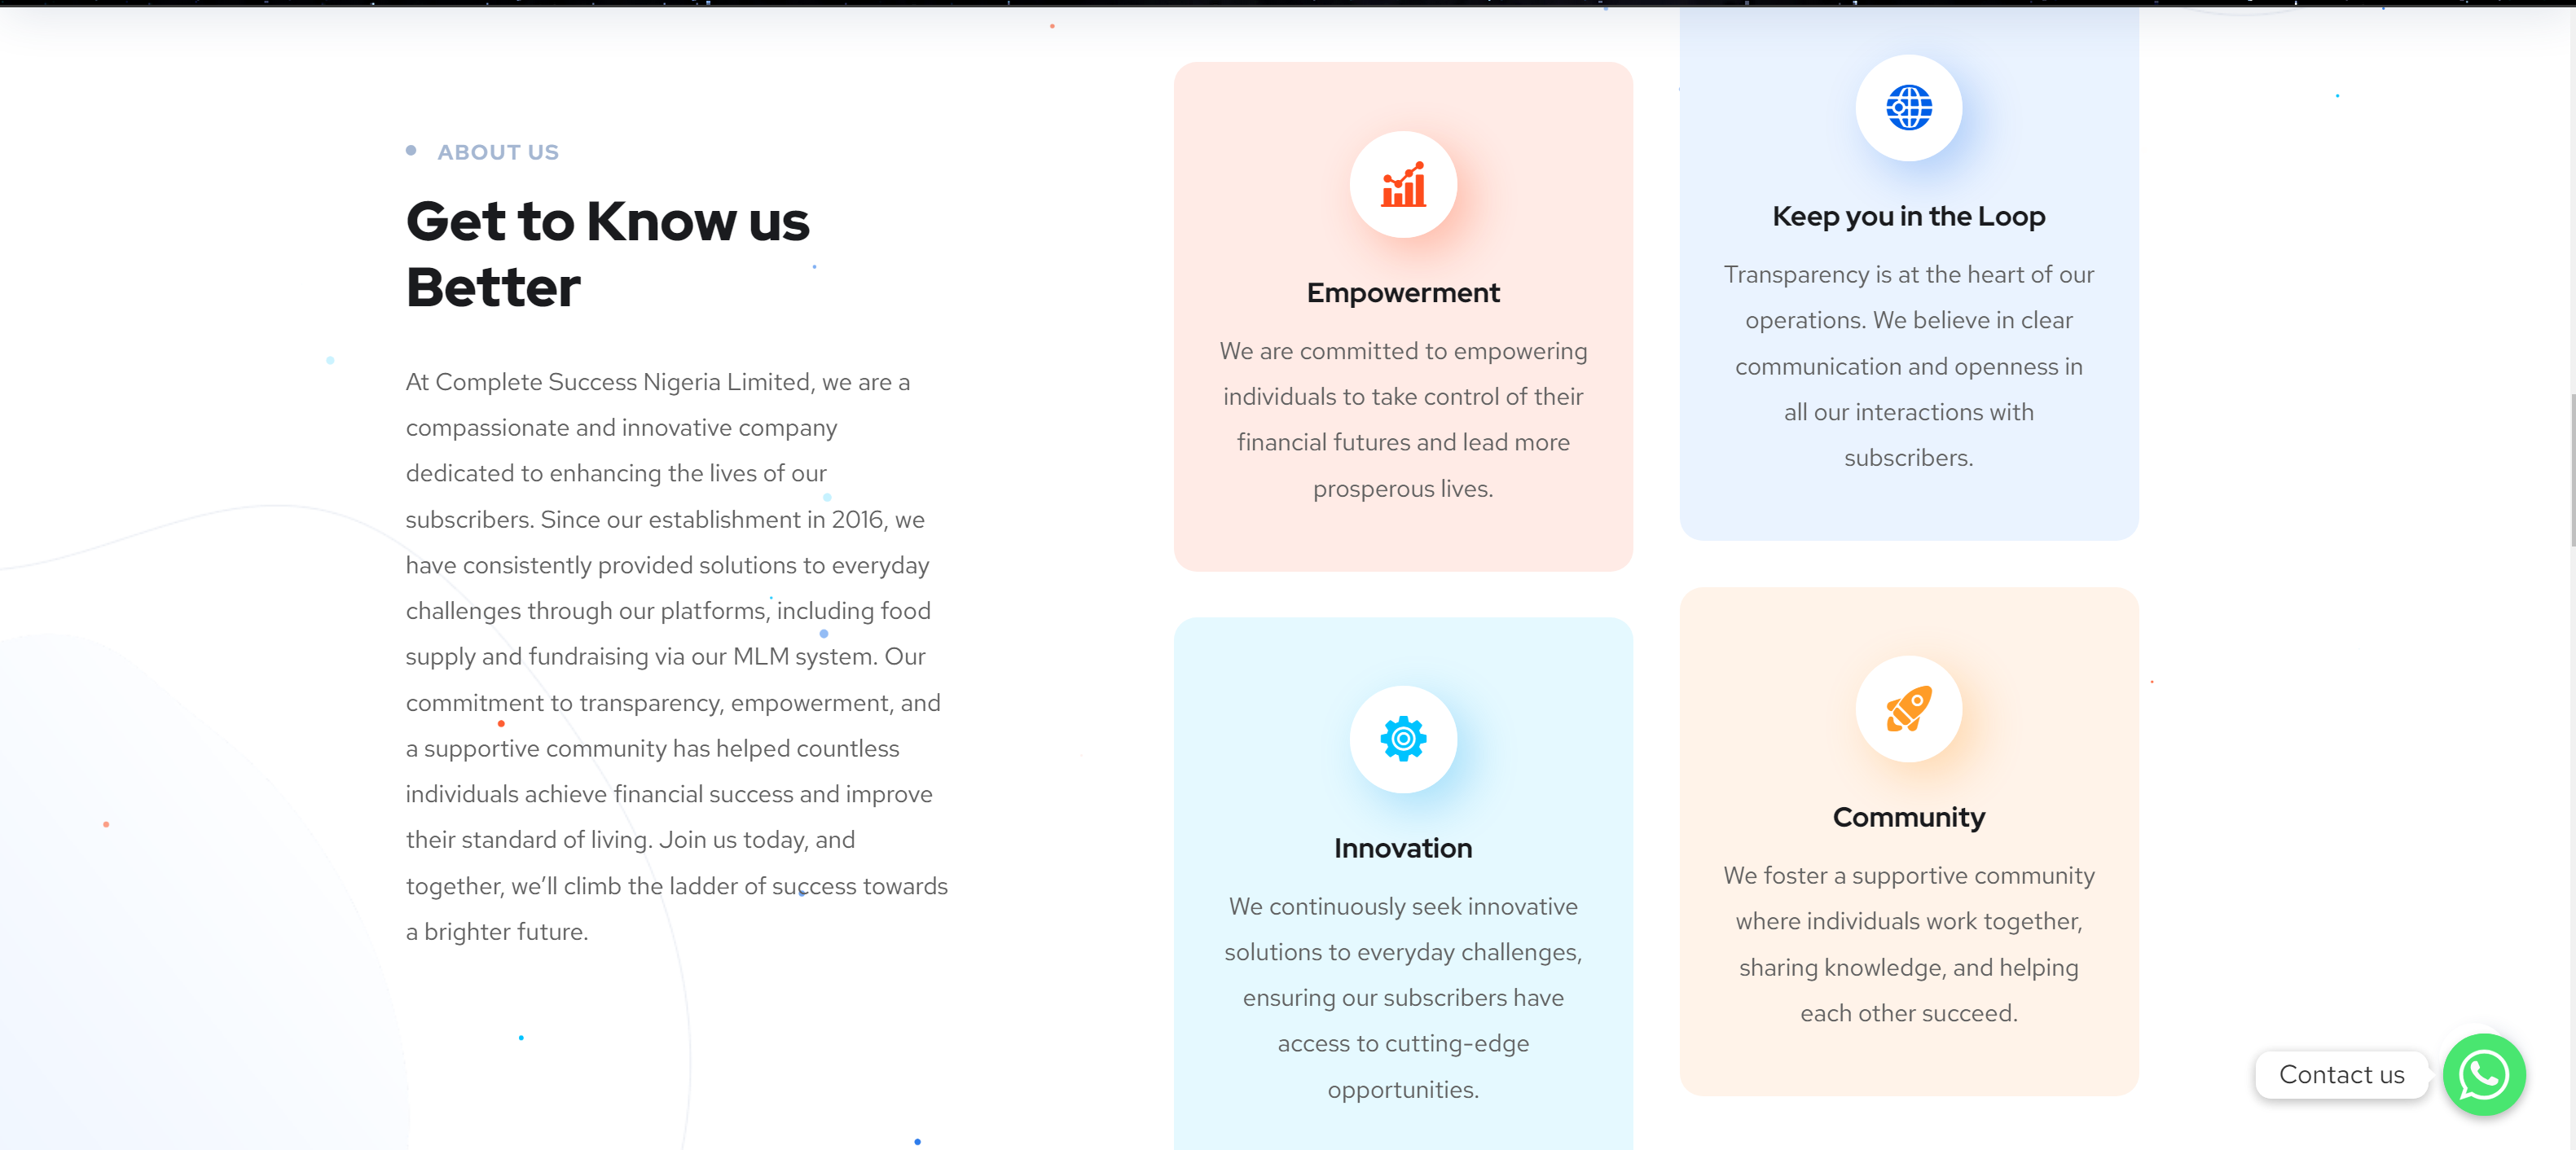 ABOUT US
Get to Know us
Better
At Complete Success Nigeria Limited, we are a
compassionate and innovative company
dedicated to enhancing the lives of our
subscribers. Since our establishment in 2016, we
have consistently provided solutions to everyday
challenges through our platforms, including food
supply and fundraising via our MLM system. Our
commitment to transparency, empowerment, and
a supportive community has helped countless
individuals achieve financial success and improve
their standard of living. Join us today, and
together, we’ll climb the ladder of success towards
a brighter future.
Empowerment
We are committed to empowering
individuals to take control of their
financial futures and lead more
prosperous lives.
Innovation
We continuously seek innovative
solutions to everyday challenges,
ensuring our subscribers have
access to cutting-edge
opportunities.
Keep you in the Loop
Transparency is at the heart of our
operations. We believe in clear
communication and openness in
all our interactions with
subscribers.
Community
We foster a supportive community
where individuals work together,
sharing knowledge, and helping
each other succeed.
Contact us